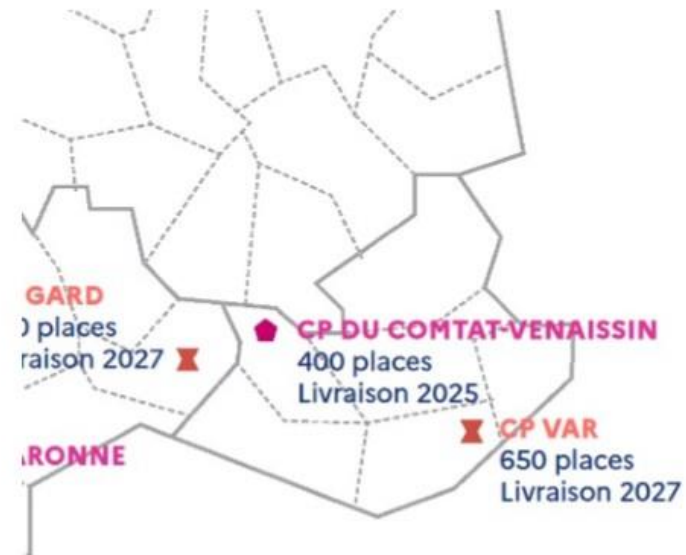 GARD
0 places
raison 2027
CP DU COMTAT-VENAISSIN
400 places
Livraison 2025
CP VAR
650 places
Livraison 2027
ARONNE